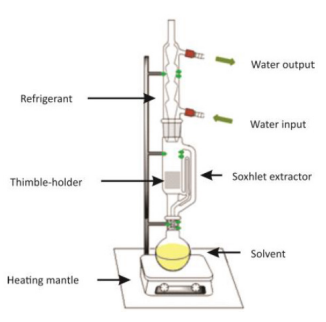 Water output
Refrigerant
Water input
Thimble-holder
Soxhlet extractor
Solvent
Heating mantle